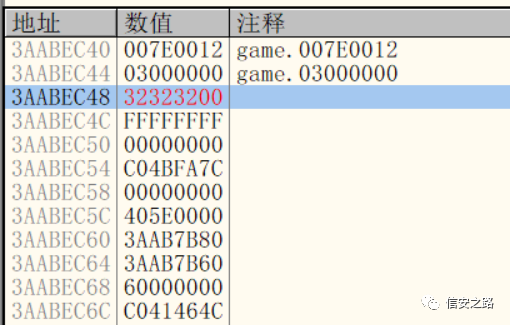 地址 数值 注释
3AABEC40 007E0012 game.007E0012
3AABEC44 03000000 game.03000000
3AABEC48 32323200
3AABEC4C FFFFFFFF
3AABEC50 00000000
3AABEC54 C04BFA7C
3AABEC58 00000000
3AABEC5C 405E0000
3AABEC60 3AAB7B80
3AABEC64 3AAB7B60
3AABEC68 60000000
3AABEC6C C041464C
信安之路